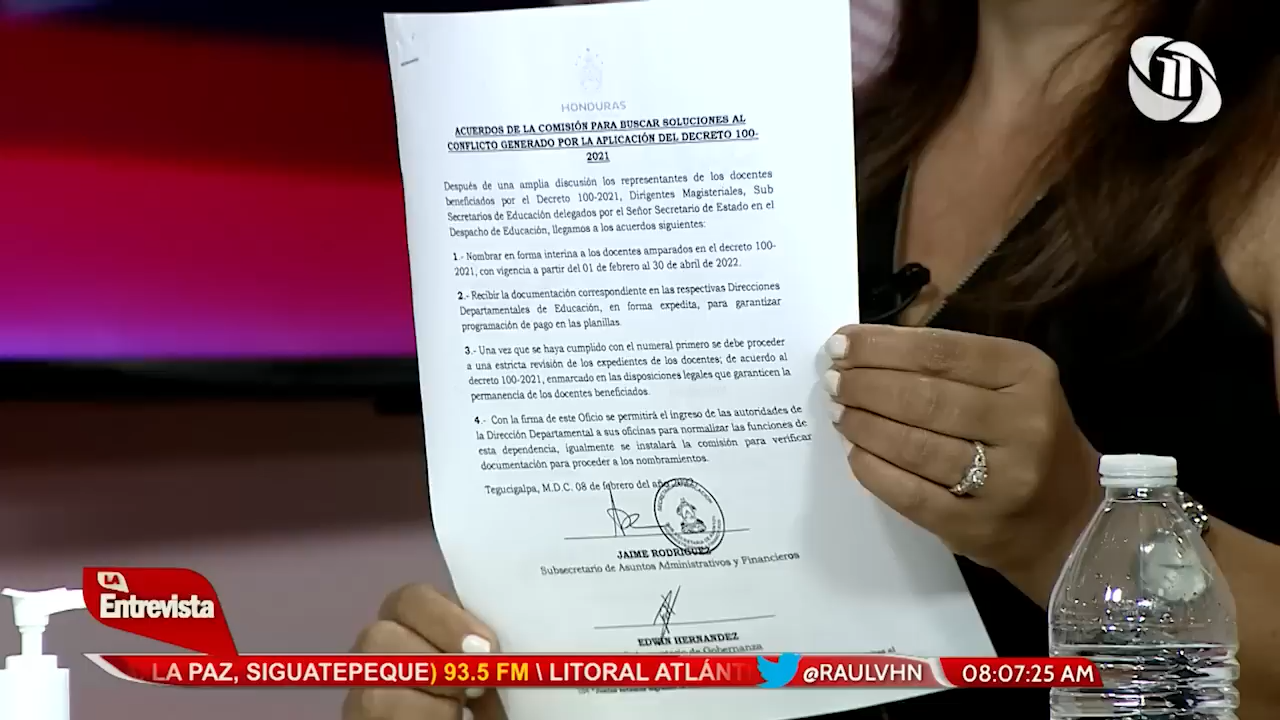 11
HONDURAS
ACUERDOS DE LA COMISIÓN PARA BUSCAR SOLUCIONES AL
CONFLICTO GENERADO POR LA APLICACIÓN DEL DECRETO 100-
2021
Después de una amplia discusión los representantes de los docentes
beneficiados por el Decreto 100-2021, Dirigentes Magisteriales, Sub
Secretarios de Educación delegados por el Señor Secretario de Estado en el
Despacho de Educación, llegamos a los acuerdos siguientes:
1.- Nombrar en forma interina a los docentes amparados en el decreto 100-
2021, con vigencia a partir del 01 de febrero al 30 de abril de 2022.
2.- Recibir la documentación correspondiente en las respectivas Direcciones
Departamentales de Educación, en forma expedita, para garantizar
programación de pago en las planillas.
3.- Una vez que se haya cumplido con el numeral primero se debe proceder
a una estricta revisión de los expedientes de los docentes; de acuerdo al
decreto 100-2021, enmarcado en las disposiciones legales que garanticen la
permanencia de los docentes beneficiados.
4.- Con la firma de este Oficio se permitirá el ingreso de las autoridades de
la Dirección Departamental a sus oficinas para normalizar las funciones de
esta dependencia, igualmente se instalará la comisión para verificar
documentación para proceder a los nombramientos.
Tegucigalpa, M.D.C. 08 de febrero del año
JAIME RODRIGUEZ
Subsecretario de Asuntos Administrativos y Financieros
EDWIN HERNANDEZ
de Gobernanza
LA
Entrevista
LA PAZ, SIGUATEPEQUE) 93.5 FM \ LITORAL ATLÁNT
@RAULVHN
08:07:25 AM